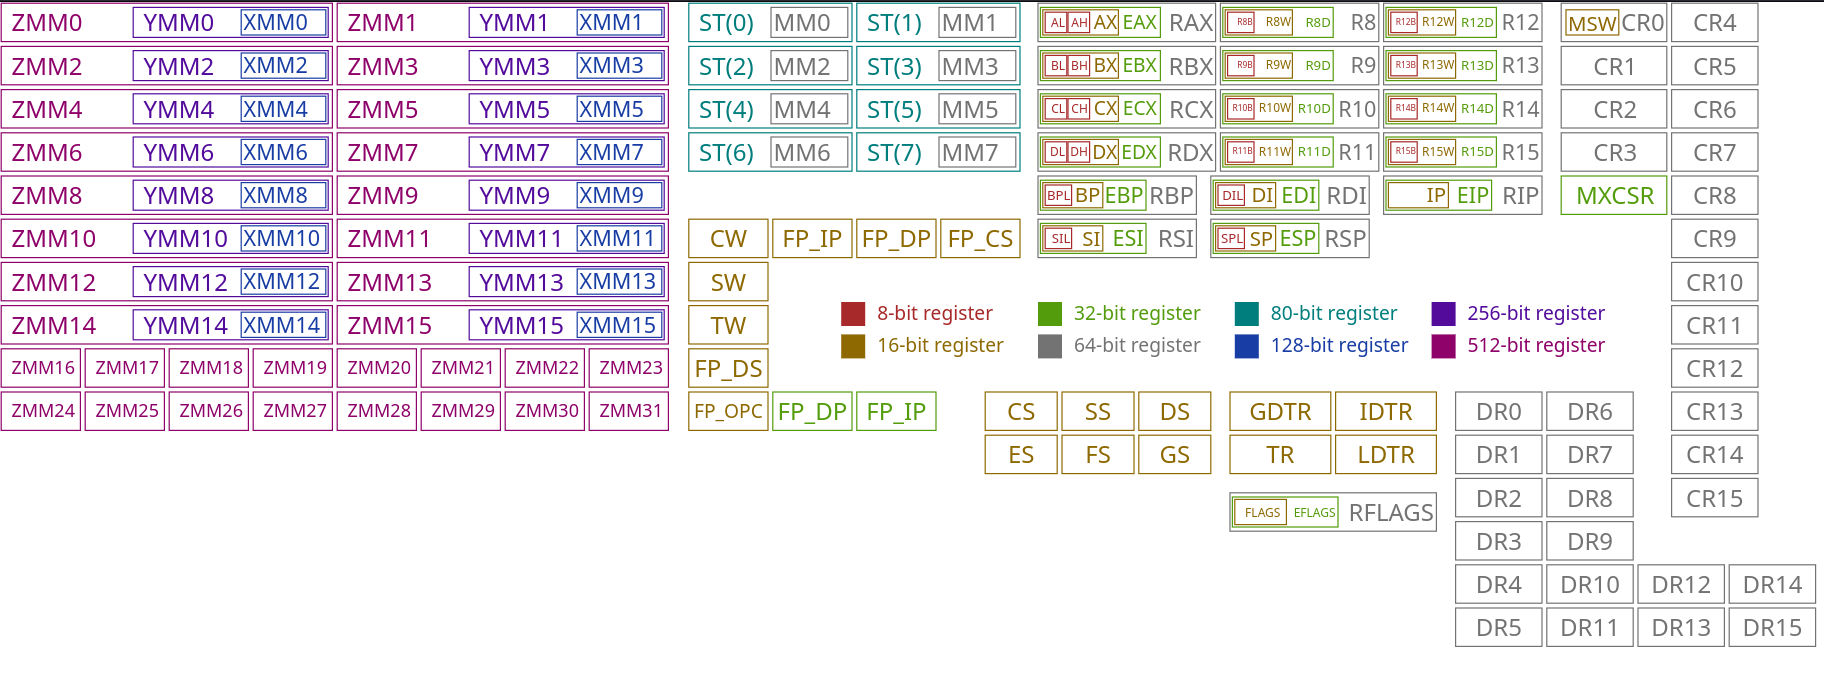 ZMM0 YMM0 XMM0 ZMM1 YMM1 XMM1 ST(0) MM0 ST(1) MM1 AL AH AX EAX RAX R8B R8W R8D R8 R12B R12W R12D R12 MSW CR0 CR4
ZMM2 YMM2 XMM2 ZMM3 YMM3 XMM3 ST(2) MM2 ST(3) MM3 BL BH BX EBX RBX R9B R9W R9D R9 R13B R13W R13D R13 CR1 CR5
ZMM4 YMM4 XMM4 ZMM5 YMM5 XMM5 ST(4) MM4 ST(5) MM5 CL CH CX ECX RCX R10B R10W R10D R10 R14B R14W R14D R14 CR2 CR6
ZMM6 YMM6 XMM6 ZMM7 YMM7 XMM7 ST(6) MM6 ST(7) MM7 DL DH DX EDX RDX R11B R11W R11D R11 R15B R15W R15D R15 CR3 CR7
ZMM8 YMM8 XMM8 ZMM9 YMM9 XMM9 BPL BP EBP RBP DIL DI EDI RDI IP EIP RIP MXCSR CR8
ZMM10 YMM10 XMM10 ZMM11 YMM11 XMM11 CW FP_IP FP_DP FP_CS SIL SI ESI RSI SPL SP ESP RSP CR9
ZMM12 YMM12 XMM12 ZMM13 YMM13 XMM13 SW CR10
ZMM14 YMM14 XMM14 ZMM15 YMM15 XMM15 TW 8-bit register 32-bit register 80-bit register 256-bit register CR11
16-bit register 64-bit register 128-bit register 512-bit register
ZMM16 ZMM17 ZMM18 ZMM19 ZMM20 ZMM21 ZMM22 ZMM23 FP_DS CR12
ZMM24 ZMM25 ZMM26 ZMM27 ZMM28 ZMM29 ZMM30 ZMM31 FP_OPC FP_DP FP_IP CS SS DS GDTR IDTR DR0 DR6 CR13
ES FS GS TR LDTR DR1 DR7 CR14
DR2 DR8 CR15
FLAGS EFLAGS RFLAGS
DR3 DR9
DR4 DR10 DR12 DR14
DR5 DR11 DR13 DR15